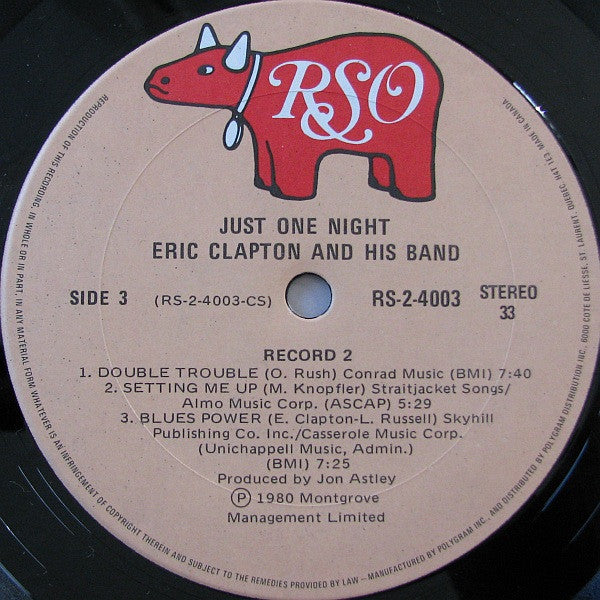 RSO
JUST ONE NIGHT
ERIC CLAPTON AND HIS BAND
SIDE 3 (RS-2-4003-CS) RS-2-4003 STEREO
33
RECORD 2
1. DOUBLE TROUBLE (O. Rush) Conrad Music (BMI) 7:40
2. SETTING ME UP (M. Knopfler) Straitjacket Songs/
Almo Music Corp. (ASCAP) 5:29
3. BLUES POWER (E. Clapton-L. Russell) Skyhill
Publishing Co. Inc./Casserole Music Corp.
(Unichappell Music, Admin.)
(BMI) 7:25
Produced by Jon Astley
Ⓟ 1980 Montgrove
Management Limited
REPRODUCTION OF THIS RECORDING, IN WHOLE OR IN PART, IN ANY MATERIAL FORM WHATEVER IS AN INFRINGEMENT OF COPYRIGHT THEREIN AND SUBJECT TO THE REMEDIES PROVIDED BY LAW – MANUFACTURED BY POLYGRAM INC. AND DISTRIBUTED BY POLYGRAM DISTRIBUTION INC., 6000 COTE DE LIESSE, ST. LAURENT, QUEBEC H4T 1E3 MADE IN CANADA.